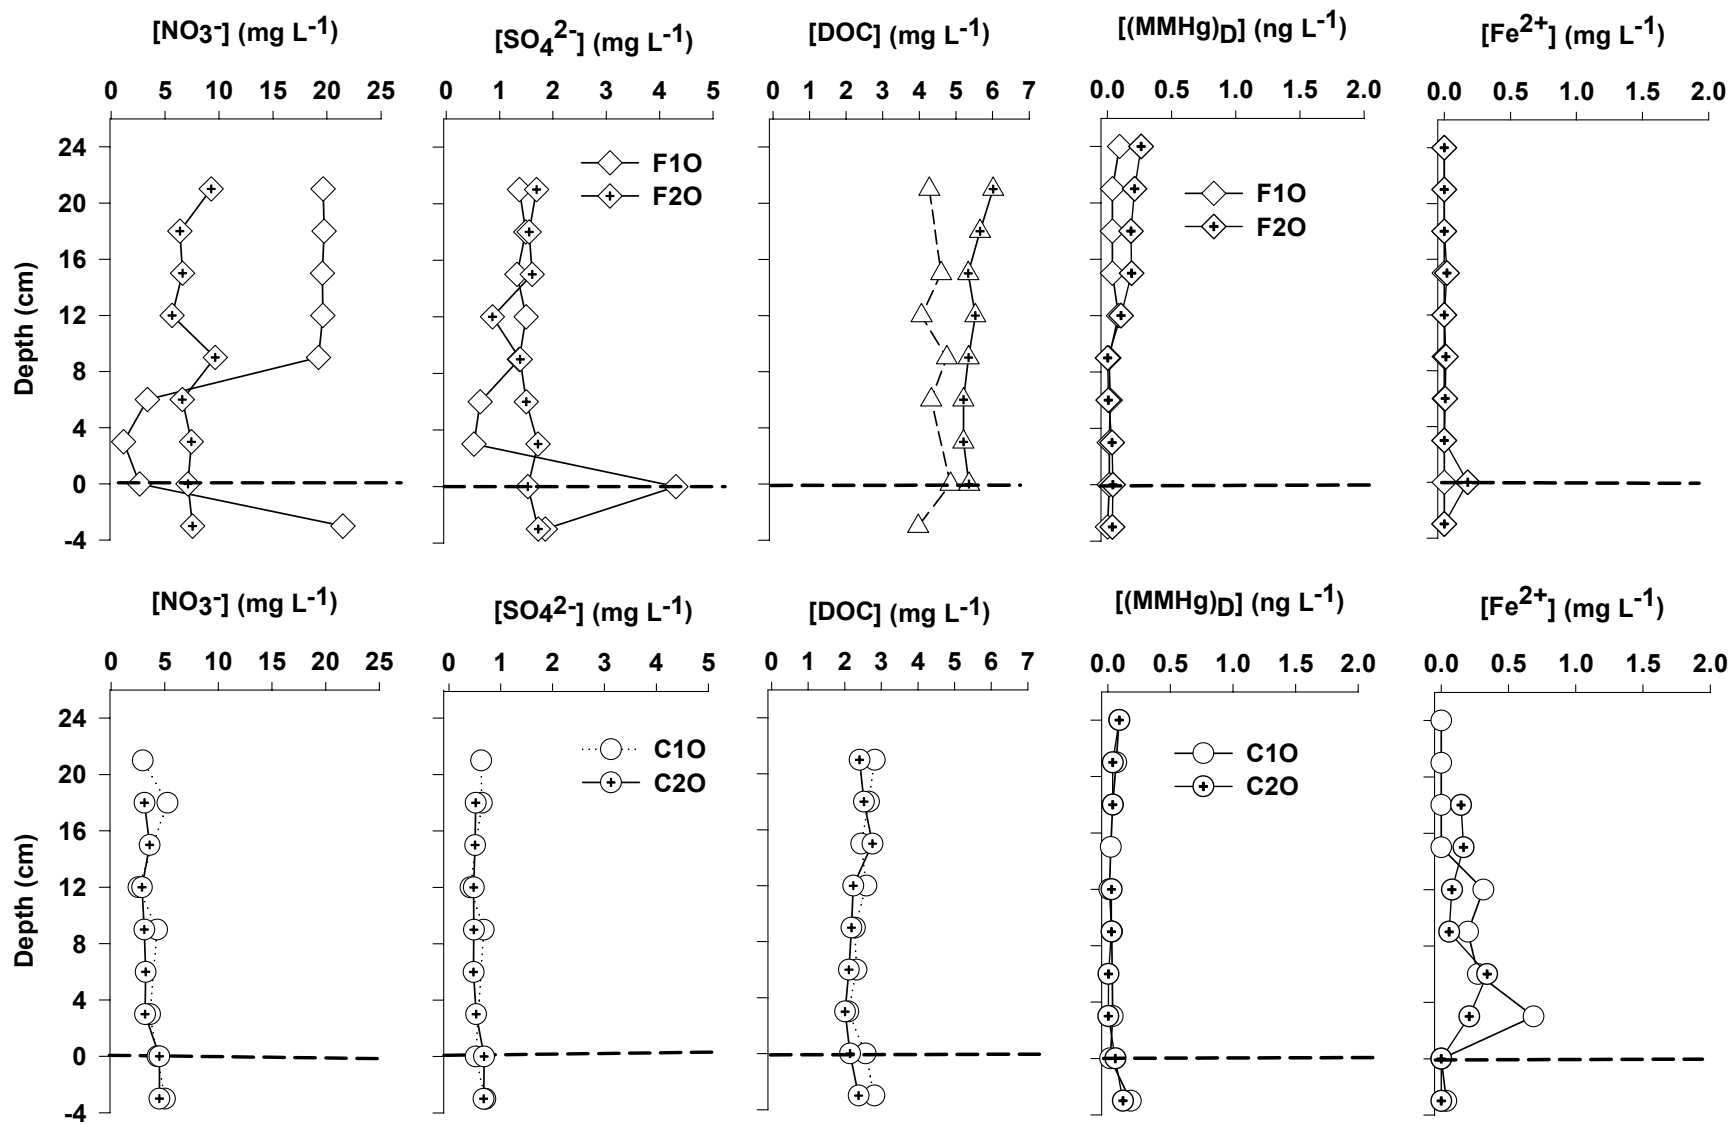 [NO3-] (mg L-1) [SO42-] (mg L-1) [DOC] (mg L-1) [(MMHg)D] (ng L-1) [Fe2+] (mg L-1)
0 5 10 15 20 25 0 1 2 3 4 5 0 1 2 3 4 5 6 7 0.0 0.5 1.0 1.5 2.0 0.0 0.5 1.0 1.5 2.0
24
20
16
12
8
4
0
-4
Depth (cm)
F1O
F2O
F1O
F2O
[NO3-] (mg L-1) [SO42-] (mg L-1) [DOC] (mg L-1) [(MMHg)D] (ng L-1) [Fe2+] (mg L-1)
0 5 10 15 20 25 0 1 2 3 4 5 0 1 2 3 4 5 6 7 0.0 0.5 1.0 1.5 2.0 0.0 0.5 1.0 1.5 2.0
24
20
16
12
8
4
0
-4
Depth (cm)
C1O
C2O
C1O
C2O